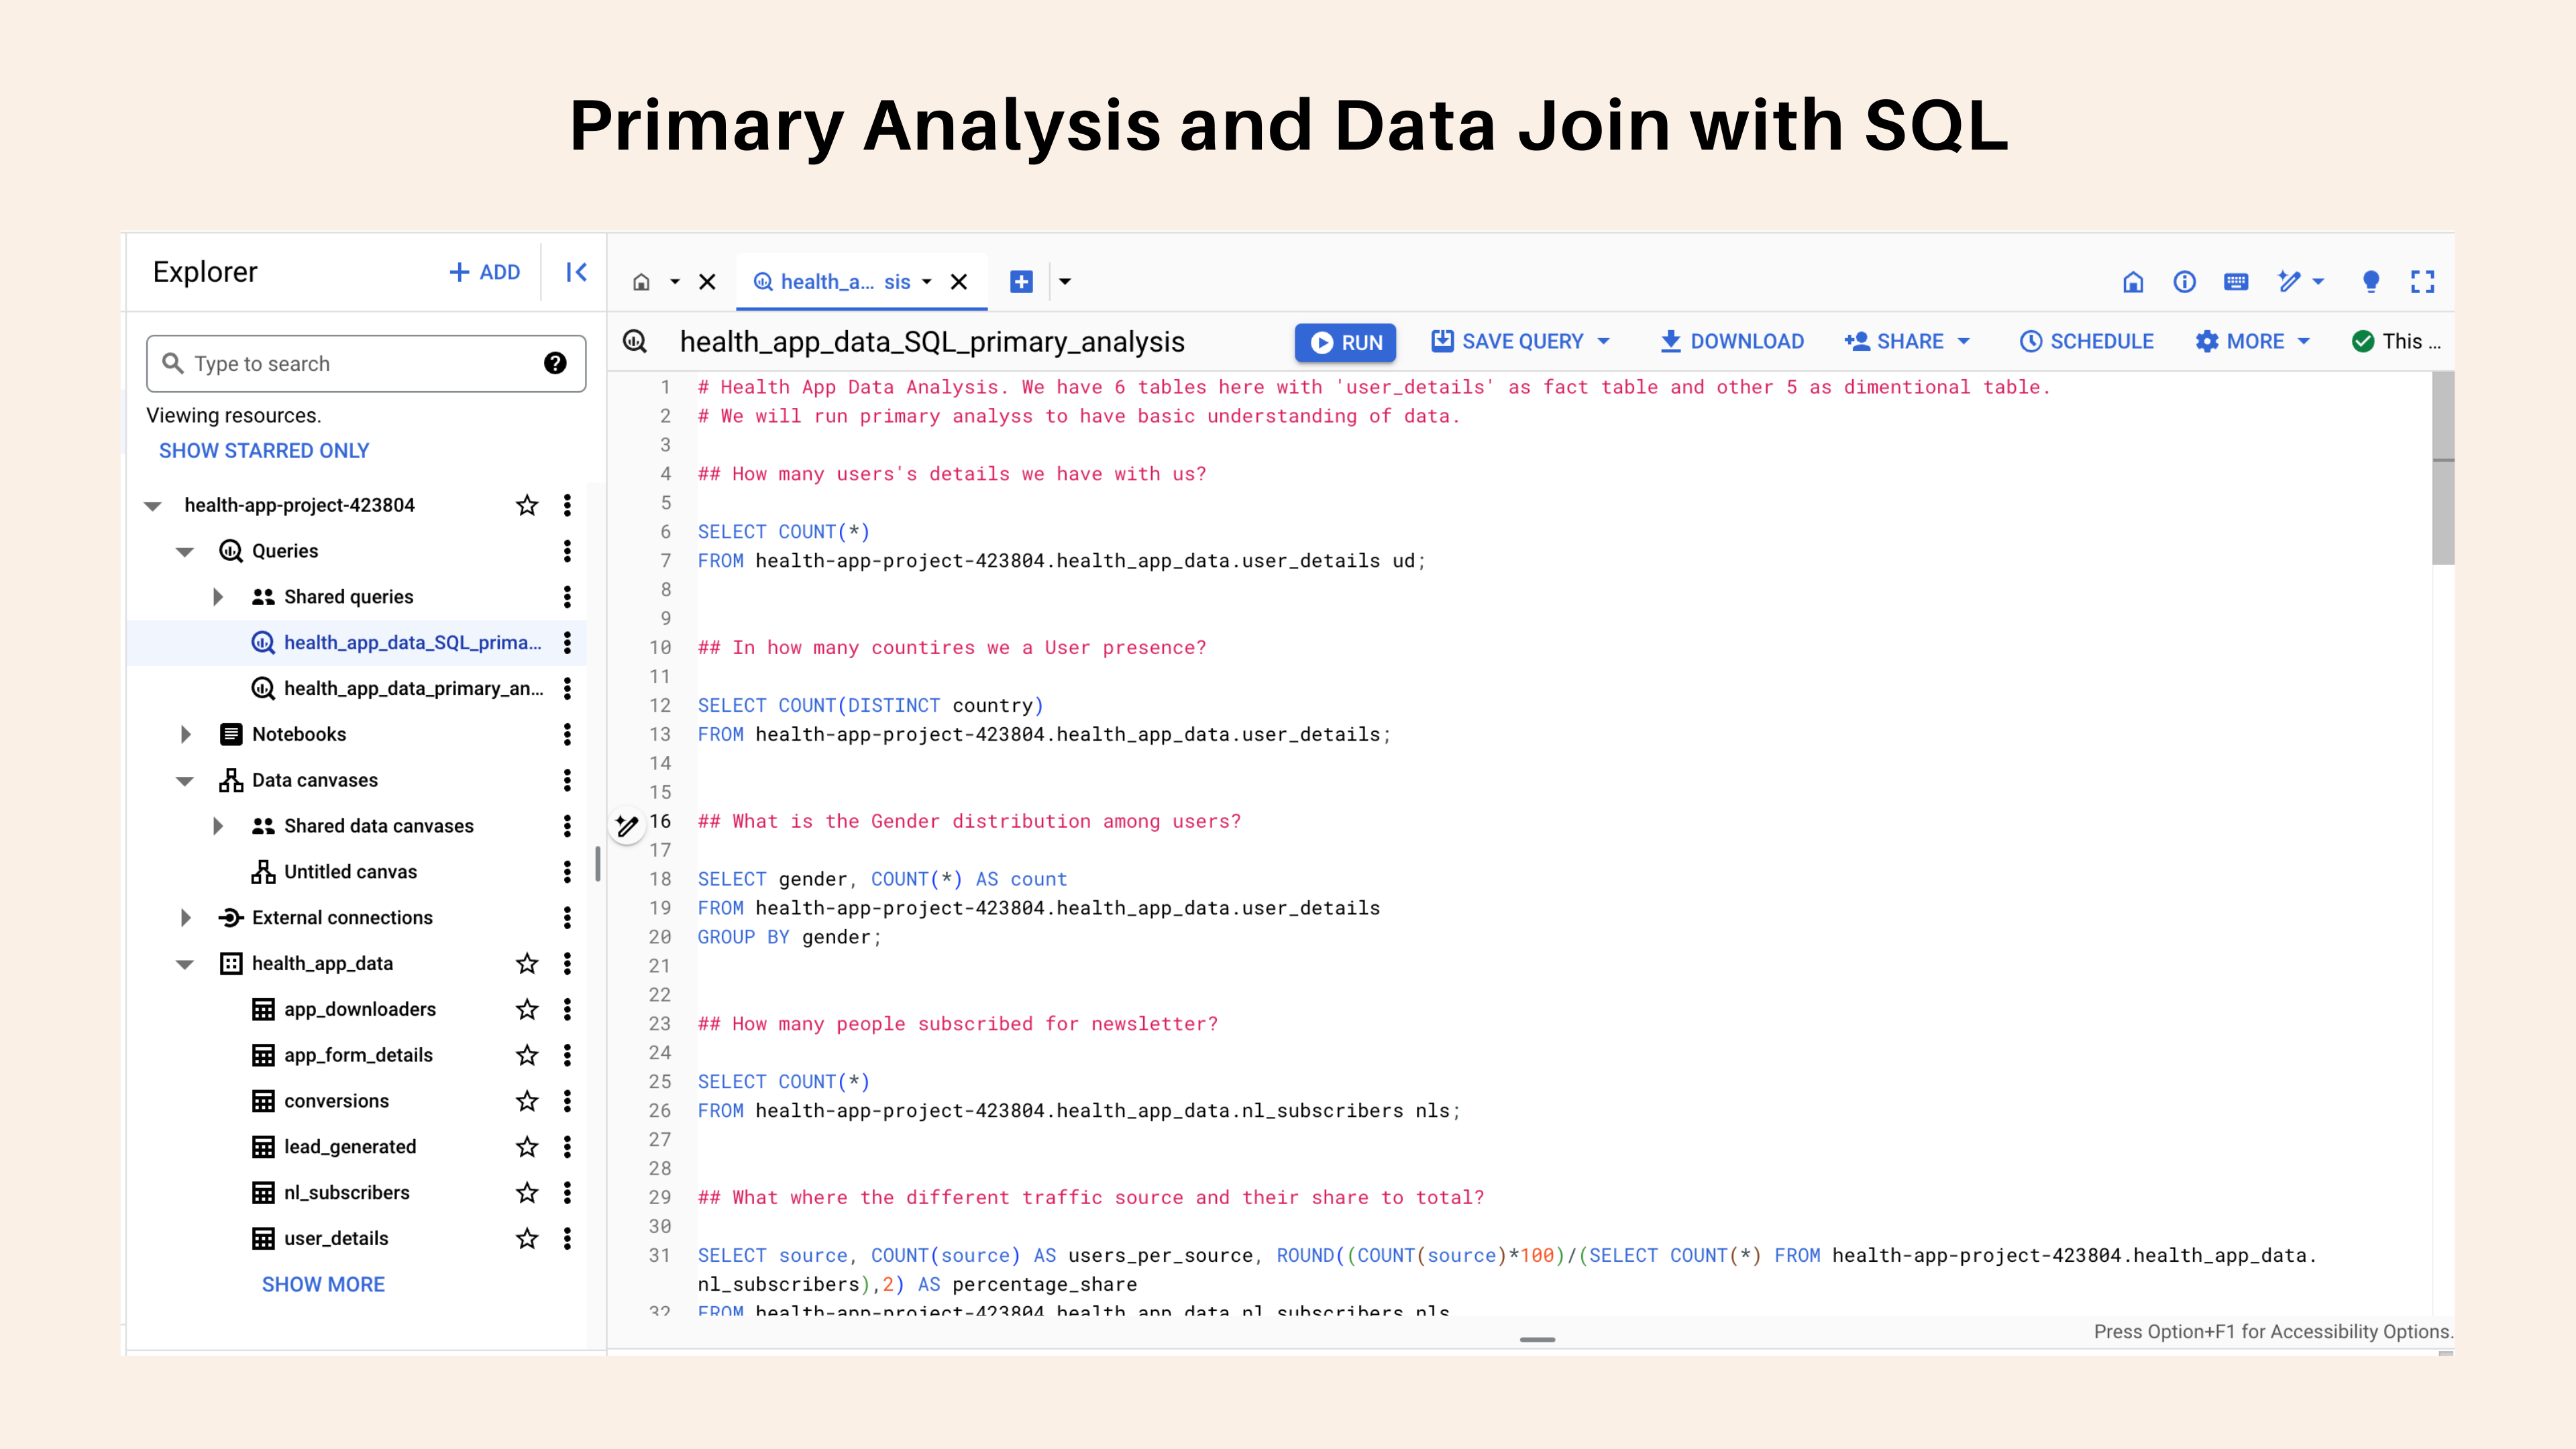 Primary Analysis and Data Join with SQL
Explorer
+ ADD
Type to search
Viewing resources.
SHOW STARRED ONLY
health-app-project-423804
Queries
Shared queries
health_app_data_SQL_prima...
health_app_data_primary_an...
Notebooks
Data canvases
Shared data canvases
Untitled canvas
External connections
health_app_data
app_downloaders
app_form_details
conversions
lead_generated
nl_subscribers
user_details
SHOW MORE
health_a... sis
health_app_data_SQL_primary_analysis
RUN
SAVE QUERY
DOWNLOAD
SHARE
SCHEDULE
MORE
This ...
1 # Health App Data Analysis. We have 6 tables here with 'user_details' as fact table and other 5 as dimentional table.
2 # We will run primary analyss to have basic understanding of data.
3
4 ## How many users's details we have with us?
5
6 SELECT COUNT(*)
7 FROM health-app-project-423804.health_app_data.user_details ud;
8
9
10 ## In how many countires we a User presence?
11
12 SELECT COUNT(DISTINCT country)
13 FROM health-app-project-423804.health_app_data.user_details;
14
15
16 ## What is the Gender distribution among users?
17
18 SELECT gender, COUNT(*) AS count
19 FROM health-app-project-423804.health_app_data.user_details
20 GROUP BY gender;
21
22
23 ## How many people subscribed for newsletter?
24
25 SELECT COUNT(*)
26 FROM health-app-project-423804.health_app_data.nl_subscribers nls;
27
28
29 ## What where the different traffic source and their share to total?
30
31 SELECT source, COUNT(source) AS users_per_source, ROUND((COUNT(source)*100)/(SELECT COUNT(*) FROM health-app-project-423804.health_app_data.
nl_subscribers),2) AS percentage_share
32 FROM health-app-project-423804.health_app_data.nl_subscribers nls
Press Option+F1 for Accessibility Options.